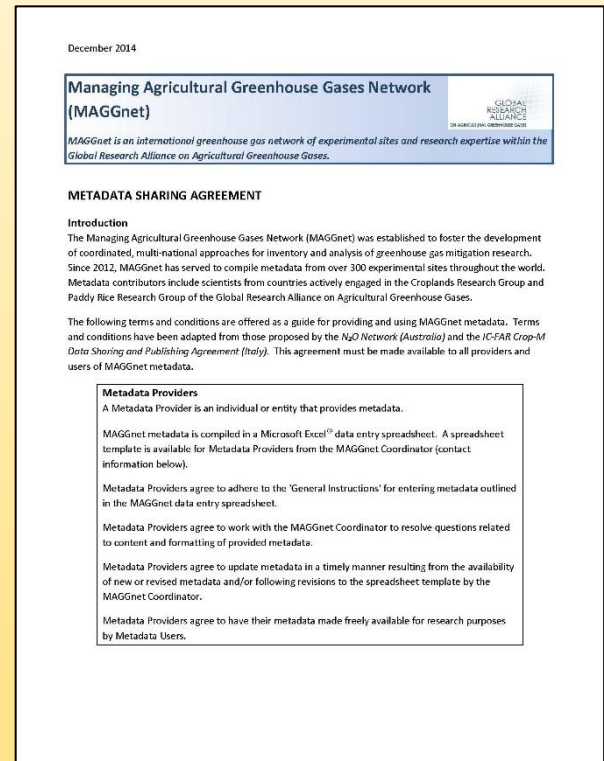 December 2014
Managing Agricultural Greenhouse Gases Network
(MAGGnet)
GLOBAL
RESEARCH
ALLIANCE
ON AGRICULTURAL GREENHOUSE GASES
MAGGnet is an international greenhouse gas network of experimental sites and research expertise within the
Global Research Alliance on Agricultural Greenhouse Gases.
METADATA SHARING AGREEMENT
Introduction
The Managing Agricultural Greenhouse Gases Network (MAGGnet) was established to foster the development
of coordinated, multi-national approaches for inventory and analysis of greenhouse gas mitigation research.
Since 2012, MAGGnet has served to compile metadata from over 300 experimental sites throughout the world.
Metadata contributors include scientists from countries actively engaged in the Croplands Research Group and
Paddy Rice Research Group of the Global Research Alliance on Agricultural Greenhouse Gases.
The following terms and conditions are offered as a guide for providing and using MAGGnet metadata. Terms
and conditions have been adapted from those proposed by the N₂O Network (Australia) and the IC-FAR Crop-M
Data Sharing and Publishing Agreement (Italy). This agreement must be made available to all providers and
users of MAGGnet metadata.
Metadata Providers
A Metadata Provider is an individual or entity that provides metadata.
MAGGnet metadata is compiled in a Microsoft Excel® data entry spreadsheet. A spreadsheet
template is available for Metadata Providers from the MAGGnet Coordinator (contact
information below).
Metadata Providers agree to adhere to the 'General Instructions' for entering metadata outlined
in the MAGGnet data entry spreadsheet.
Metadata Providers agree to work with the MAGGnet Coordinator to resolve questions related
to content and formatting of provided metadata.
Metadata Providers agree to update metadata in a timely manner resulting from the availability
of new or revised metadata and/or following revisions to the spreadsheet template by the
MAGGnet Coordinator.
Metadata Providers agree to have their metadata made freely available for research purposes
by Metadata Users.